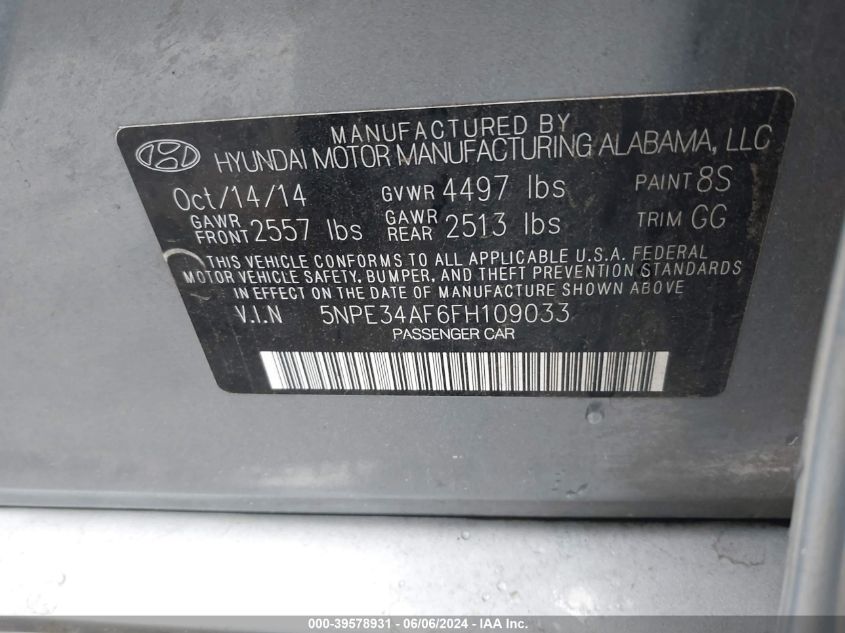 MANUFACTURED BY
HYUNDAI MOTOR MANUFACTURING ALABAMA, LLC
Oct/14/14 GVWR 4497 lbs PAINT 8S
GAWR FRONT 2557 lbs GAWR REAR 2513 lbs TRIM GG
THIS VEHICLE CONFORMS TO ALL APPLICABLE U.S.A. FEDERAL
MOTOR VEHICLE SAFETY, BUMPER, AND THEFT PREVENTION STANDARDS
IN EFFECT ON THE DATE OF MANUFACTURE SHOWN ABOVE
V.I.N 5NPE34AF6FH109033
PASSENGER CAR
000-39578931 - 06/06/2024 - IAA Inc.